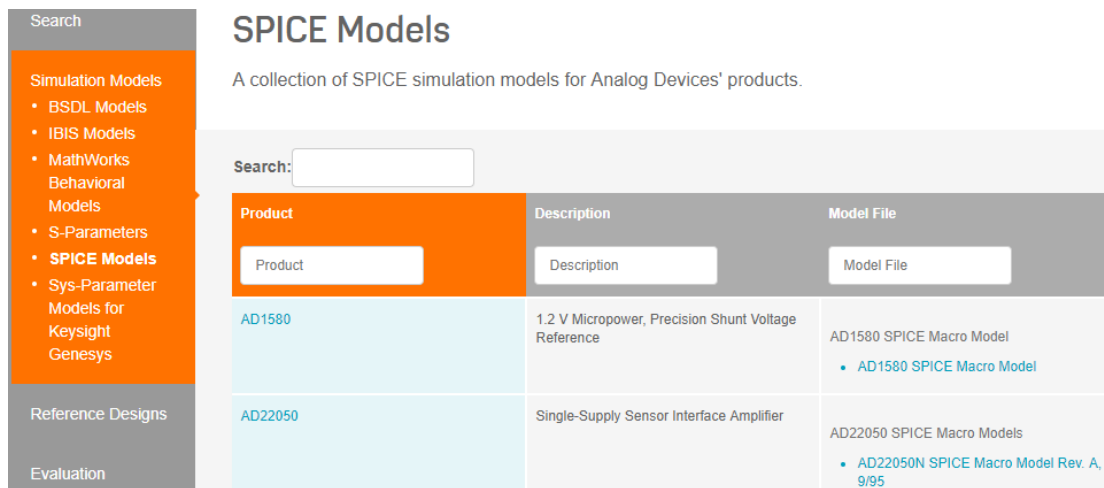 Search
Simulation Models
• BSDL Models
• IBIS Models
• MathWorks
Behavioral
Models
• S-Parameters
• SPICE Models
• Sys-Parameter
Models for
Keysight
Genesys
Reference Designs
Evaluation
SPICE Models
A collection of SPICE simulation models for Analog Devices' products.
Search:
Product
Description
Model File
Product
Description
Model File
AD1580
1.2 V Micropower, Precision Shunt Voltage
Reference
AD1580 SPICE Macro Model
• AD1580 SPICE Macro Model
AD22050
Single-Supply Sensor Interface Amplifier
AD22050 SPICE Macro Models
• AD22050N SPICE Macro Model Rev. A,
9/95